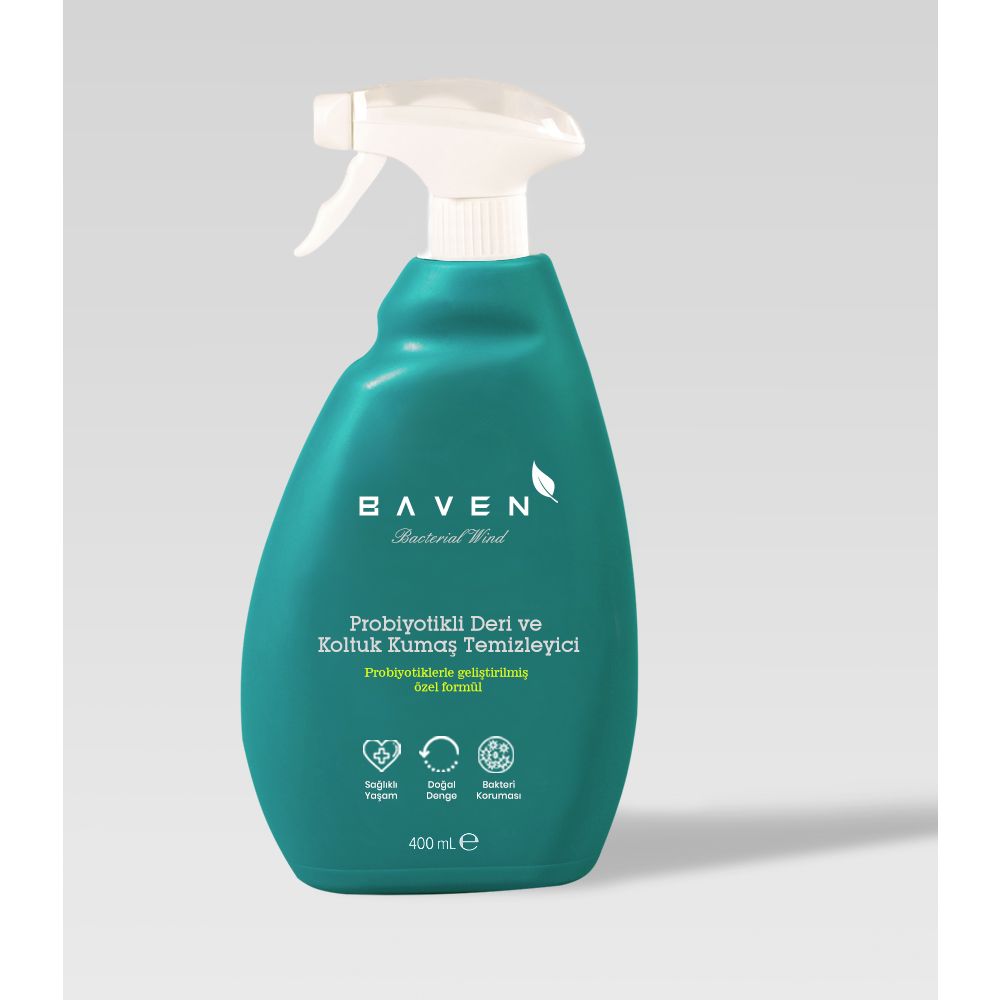 BAVEN
Bacterial Wind
Probiyotikli Deri ve
Koltuk Kumaş Temizleyici
Probiyotiklerle geliştirilmiş
özel formül
Sağlıklı
Yaşam
Doğal
Denge
Bakteri
Koruması
400 mL ℮